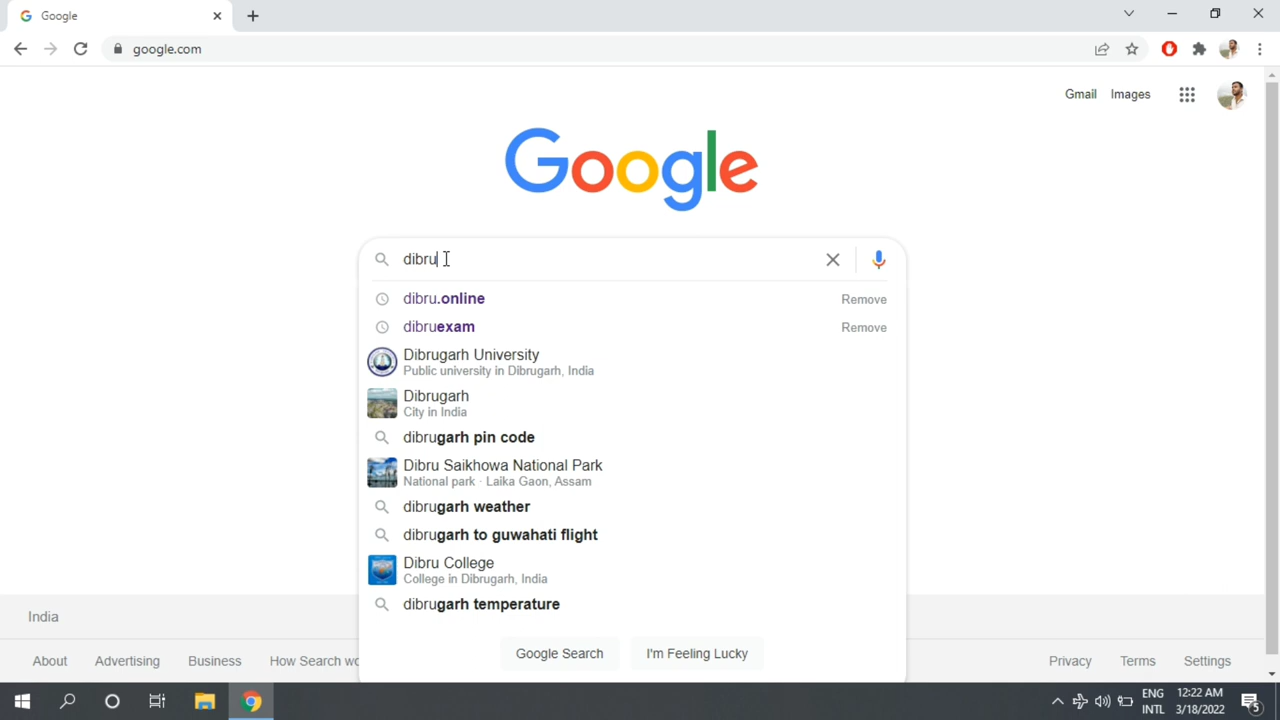 Google
google.com
Gmail Images
Google
dibru
dibru.online Remove
dibruexam Remove
Dibrugarh University
Public university in Dibrugarh, India
Dibrugarh
City in India
dibrugarh pin code
Dibru Saikhowa National Park
National park · Laika Gaon, Assam
dibrugarh weather
dibrugarh to guwahati flight
Dibru College
College in Dibrugarh, India
dibrugarh temperature
Google Search I'm Feeling Lucky
India
About Advertising Business How Search wo Privacy Terms Settings
ENG 12:22 AM
INTL 3/18/2022 5